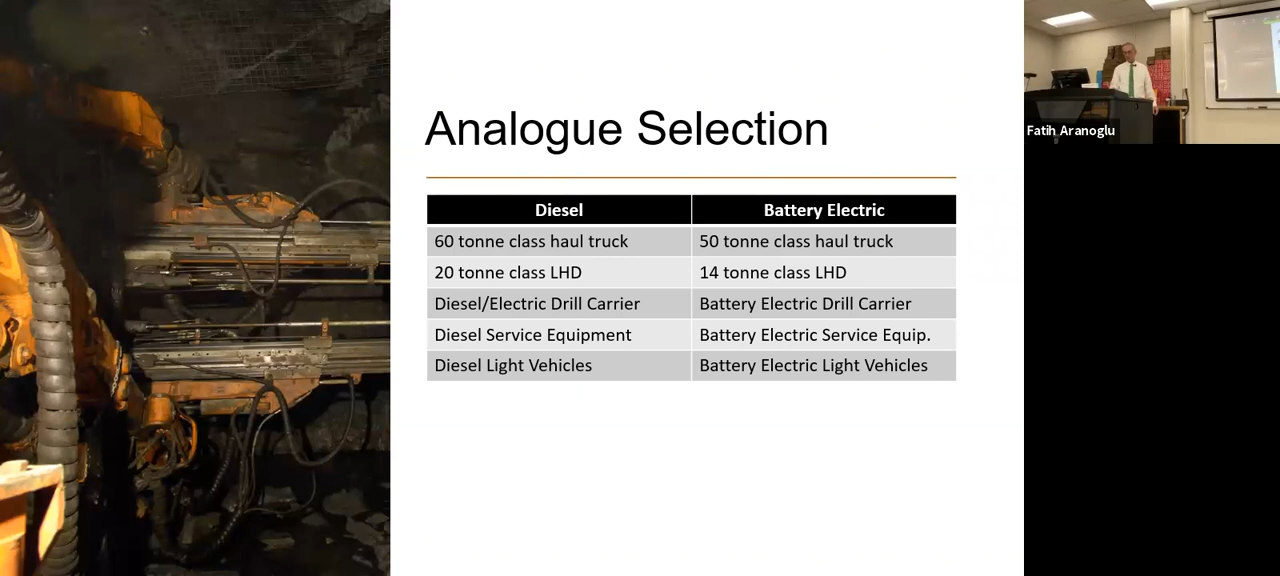 Analogue Selection
Diesel Battery Electric
60 tonne class haul truck 50 tonne class haul truck
20 tonne class LHD 14 tonne class LHD
Diesel/Electric Drill Carrier Battery Electric Drill Carrier
Diesel Service Equipment Battery Electric Service Equip.
Diesel Light Vehicles Battery Electric Light Vehicles
Fatih Aranoglu